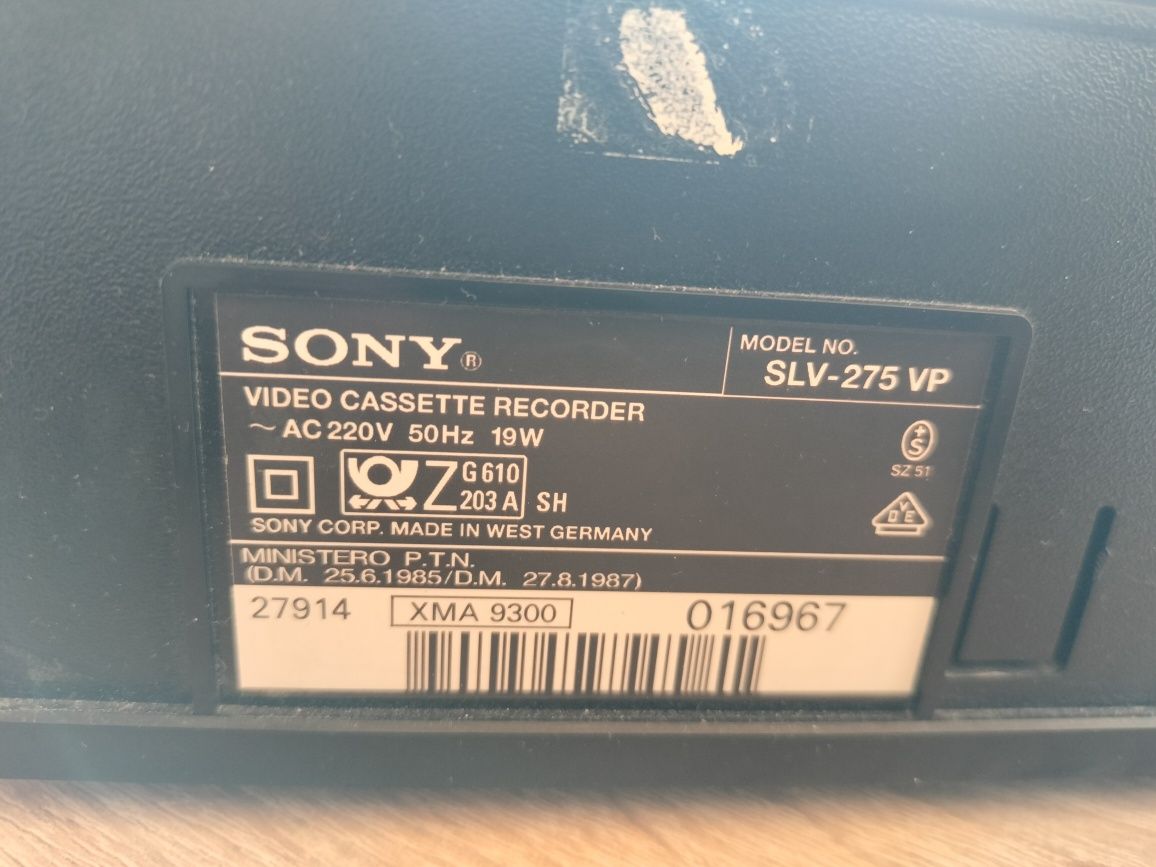 SONY®
MODEL NO.
SLV-275 VP
VIDEO CASSETTE RECORDER
~ AC 220V 50Hz 19W
+S
SZ 51
Z G 610
203 A SH
VDE
SONY CORP. MADE IN WEST GERMANY
MINISTERO P.T.N.
(D.M. 25.6.1985/D.M. 27.8.1987)
27914 XMA 9300 016967